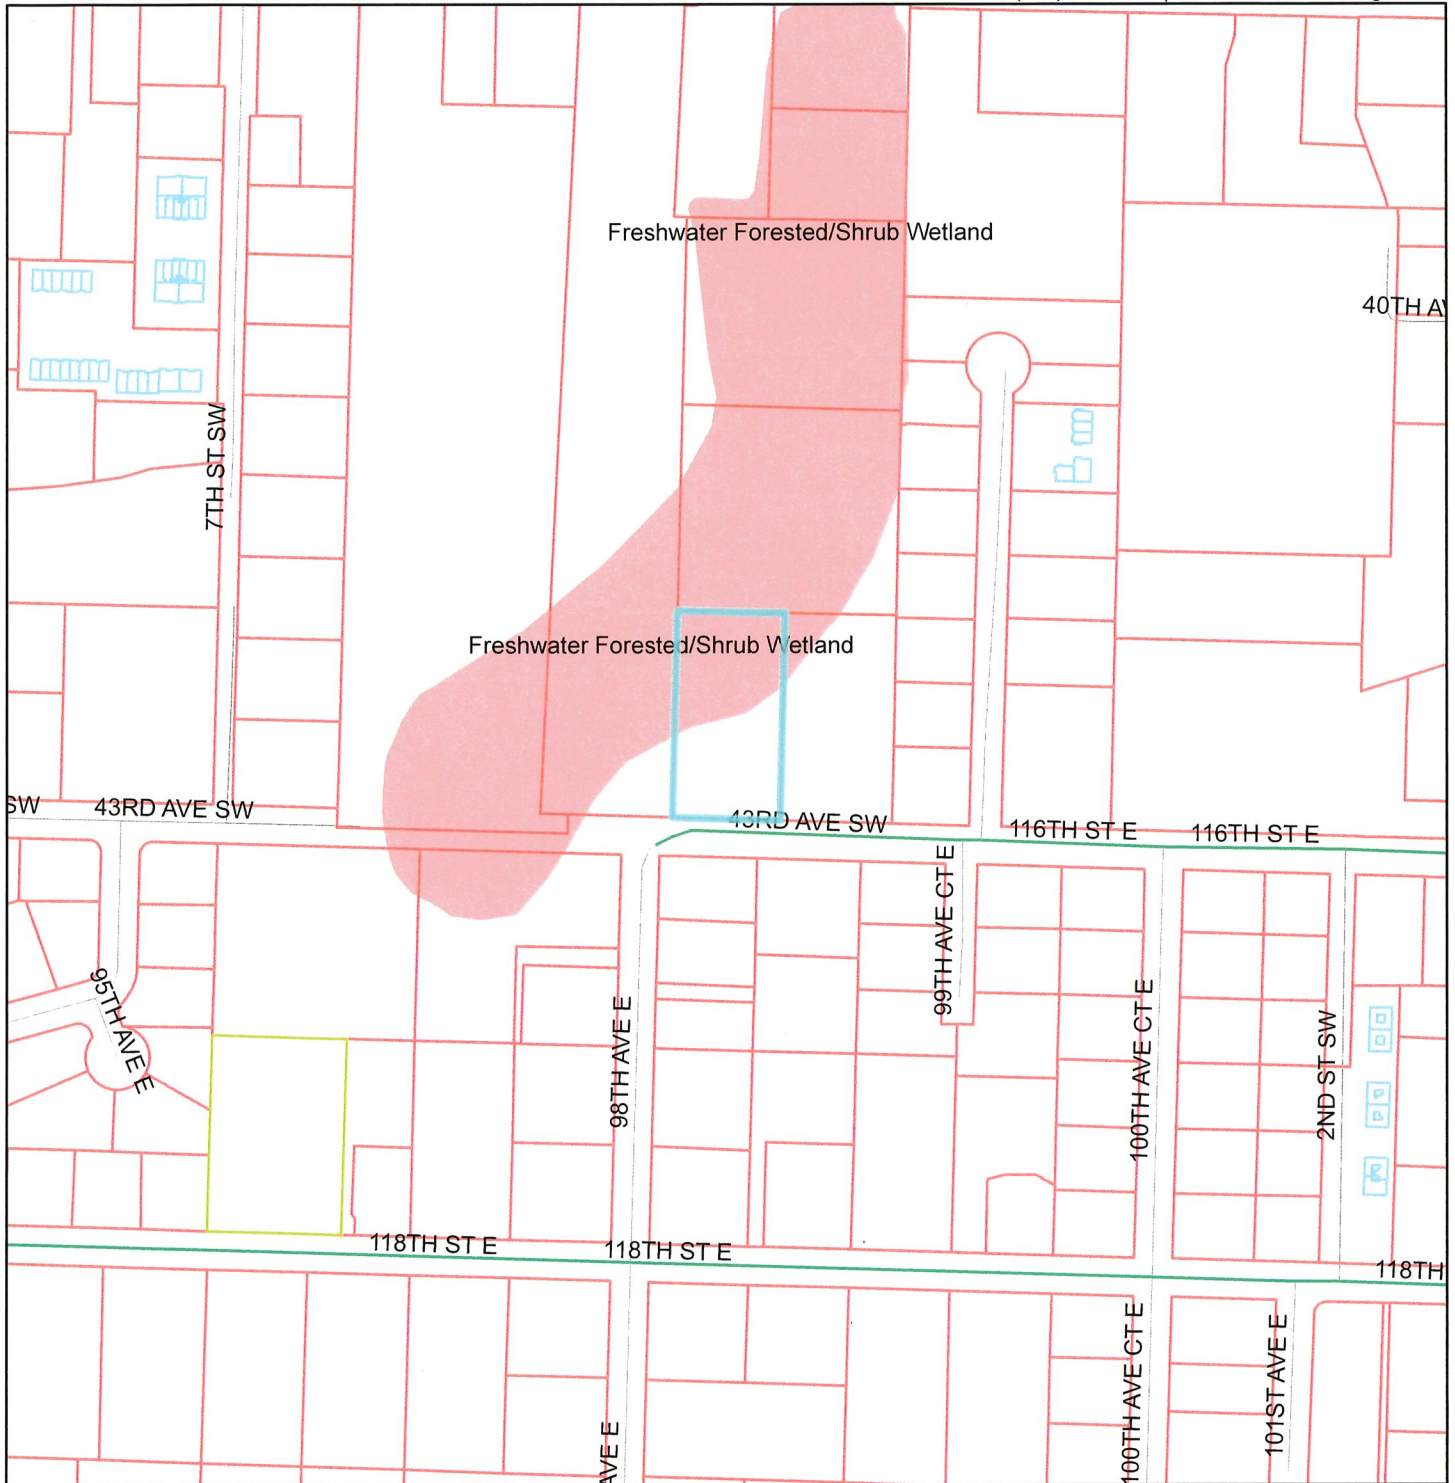 Freshwater Forested/Shrub Wetland
40TH AV
7TH ST SW
Freshwater Forested/Shrub Wetland
SW
43RD AVE SW
43RD AVE SW
116TH ST E
116TH ST E
99TH AVE CT E
95TH AVE E
98TH AVE E
100TH AVE CT E
2ND ST SW
118TH ST E
118TH ST E
118TH
100TH AVE CT E
101ST AVE E
AVE E